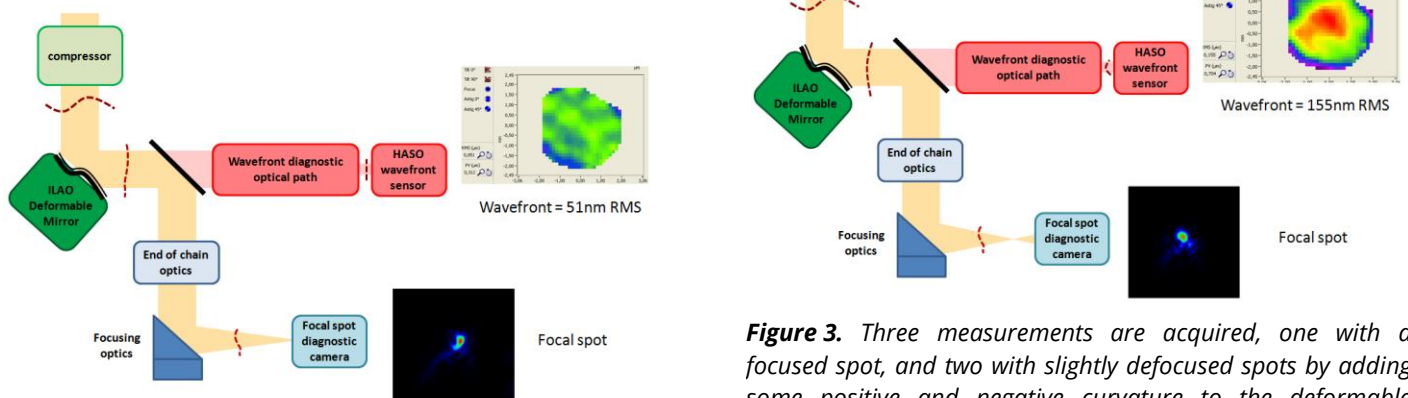 compressor
Wavefront diagnostic
optical path
HASO
wavefront
sensor
ILAO
Deformable
Mirror
Wavefront = 51nm RMS
End of chain
optics
Focusing
optics
Focal spot
diagnostic
camera
Focal spot
Wavefront diagnostic
optical path
HASO
wavefront
sensor
ILAO
Deformable
Mirror
Wavefront = 155nm RMS
End of chain
optics
Focusing
optics
Focal spot
diagnostic
camera
Focal spot
Figure 3. Three measurements are acquired, one with a
focused spot, and two with slightly defocused spots by adding
some positive and negative curvature to the deformable